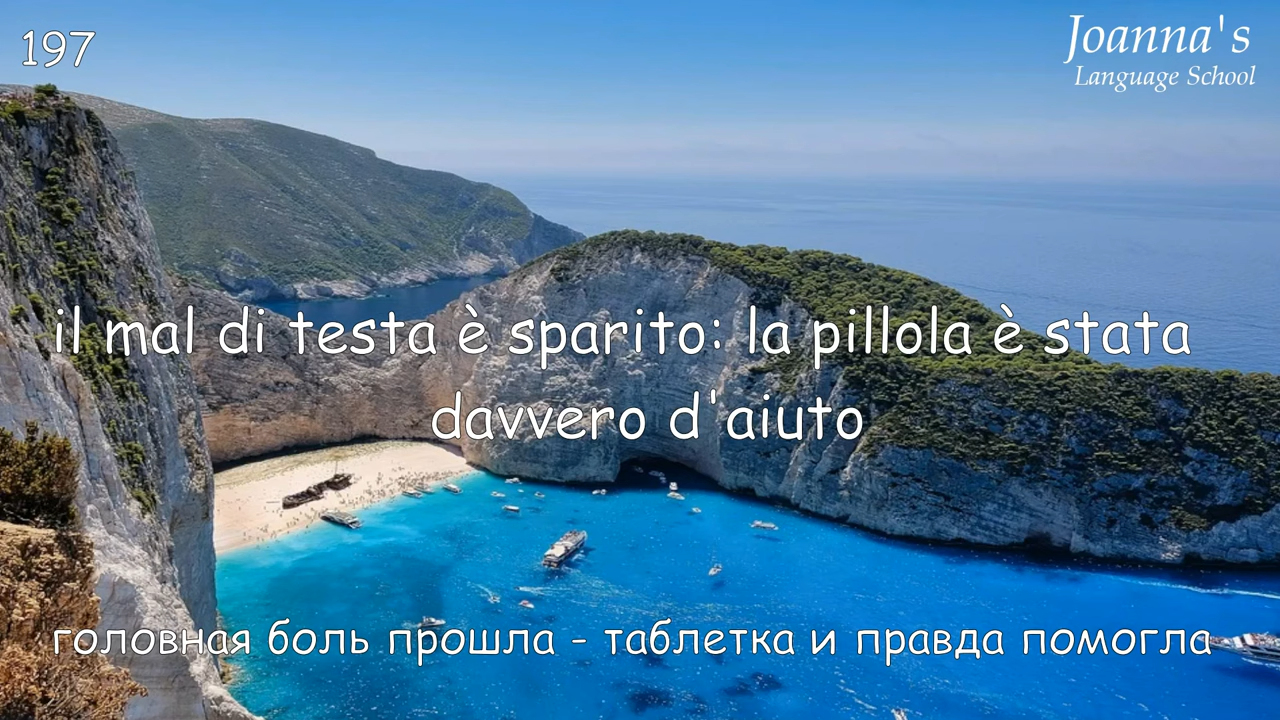 197
Joanna's
Language School
il mal di testa è sparito: la pillola è stata
davvero d'aiuto
головная боль прошла - таблетка и правда помогла